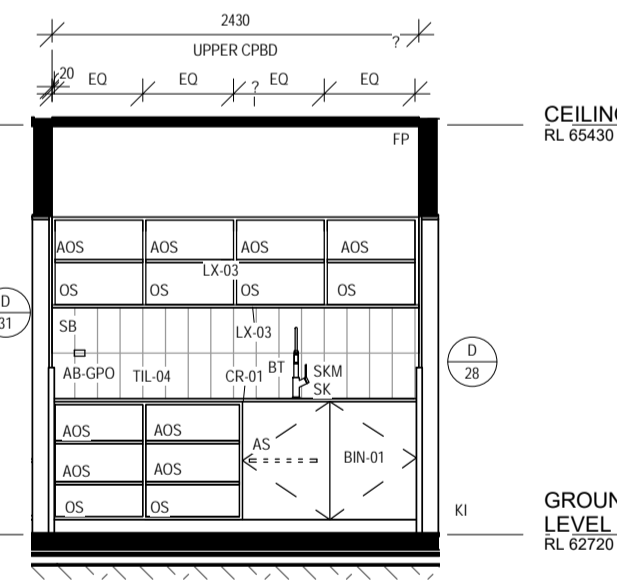 2430
?
UPPER CPBD
20 EQ EQ ? EQ EQ
CEILING
RL 65430
FP
AOS AOS AOS AOS
LX-03
OS OS OS OS
D
31
SB
LX-03
AB-GPO TIL-04 CR-01 BT SKM
SK
D
28
AOS AOS
AS
BIN-01
AOS AOS
OS OS
KI
GROUN
LEVEL
RL 62720